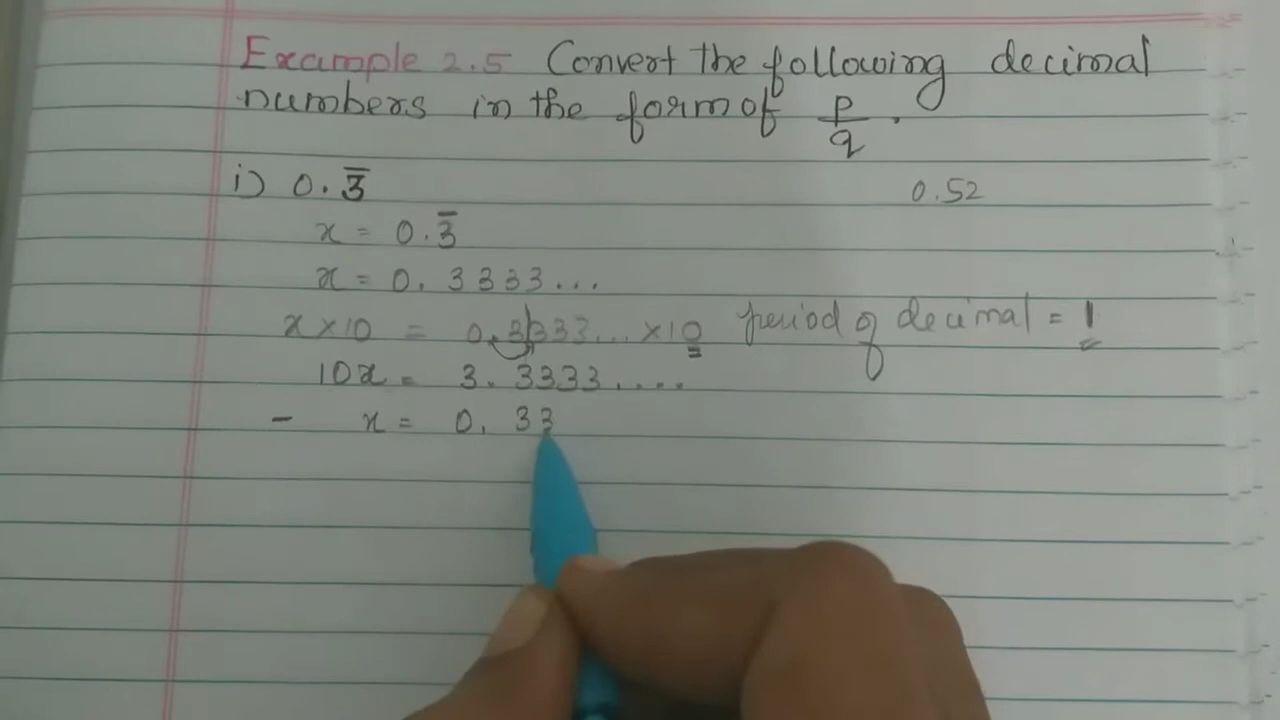 Example 2.5 Convert the following decimal
numbers in the form of p/q.
i) 0.3̅
0.52
x = 0.3̅
x = 0.3333...
x × 10 = 0.3333... × 10 period of decimal = 1
10x = 3.3333....
- x = 0.33